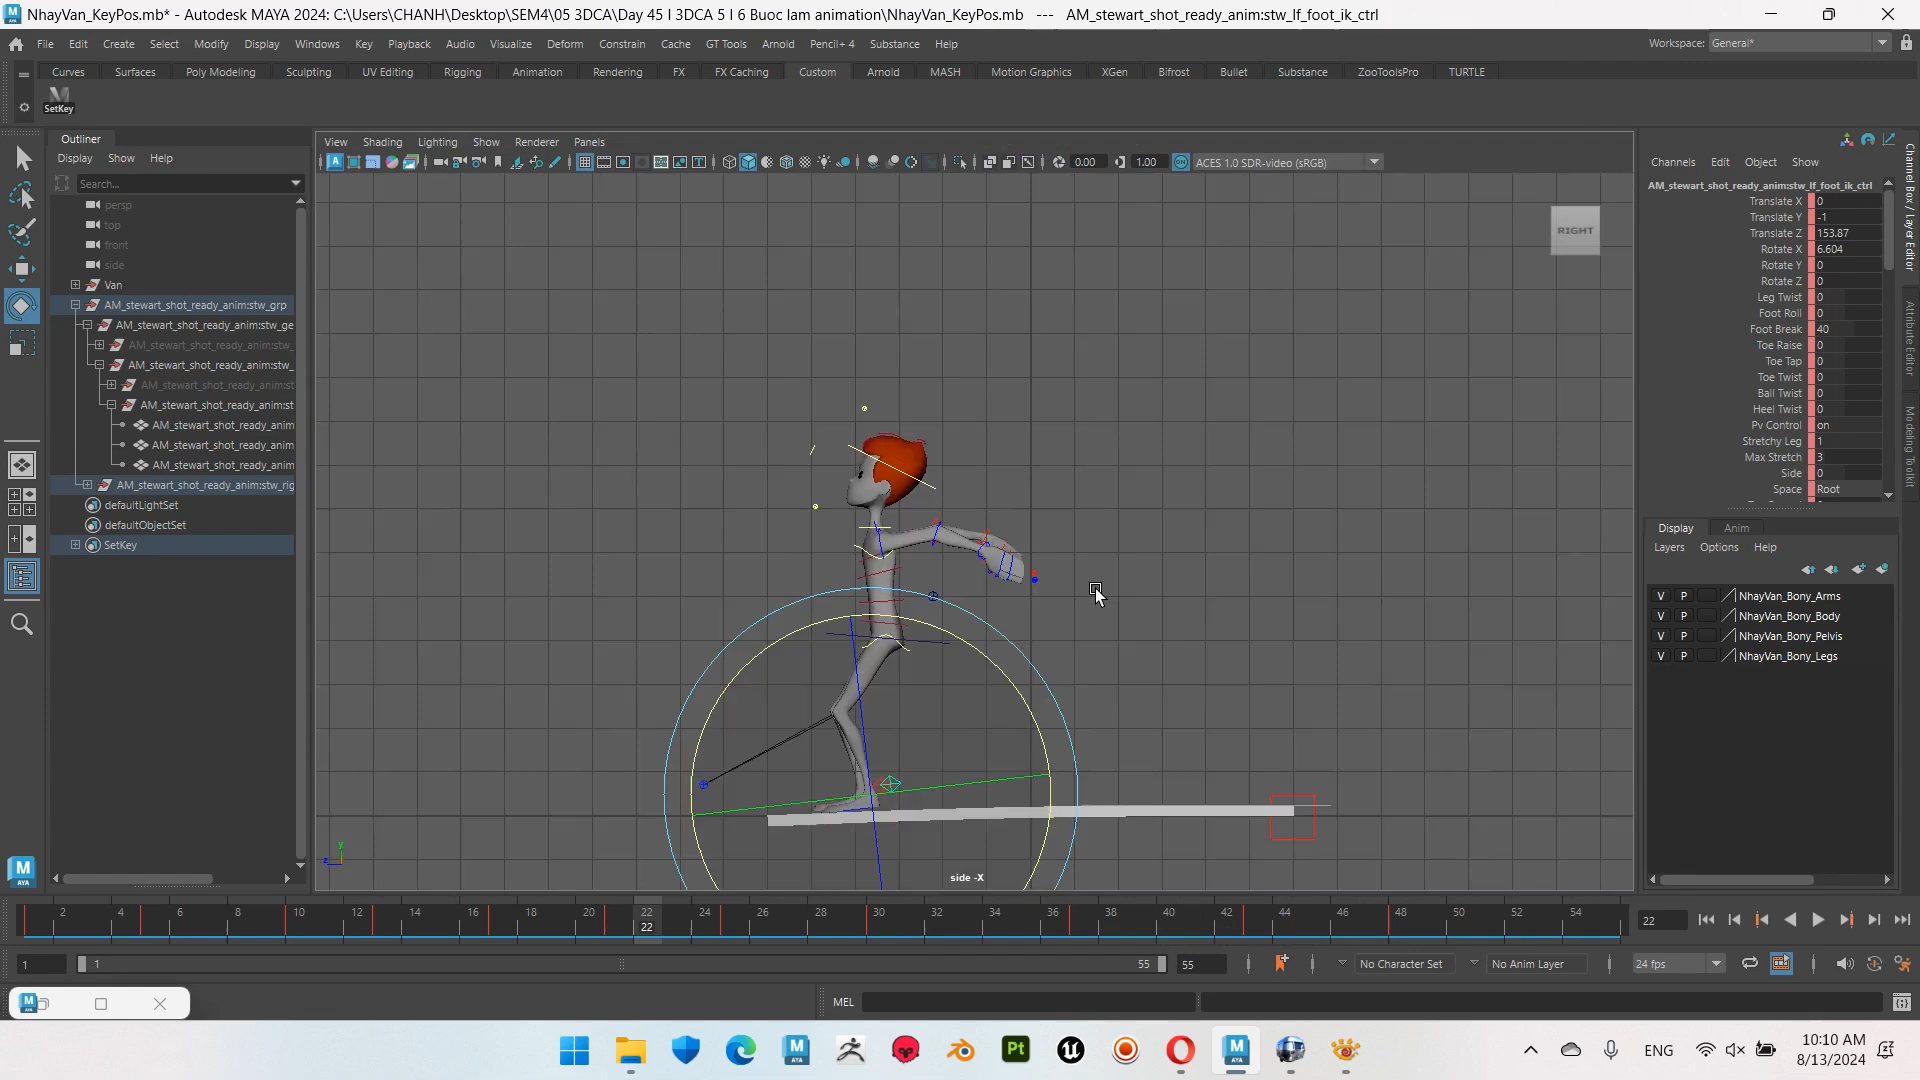 NhayVan_KeyPos.mb* - Autodesk MAYA 2024: C:\Users\CHANH\Desktop\SEM4\05 3DCA\Day 45 I 3DCA 5 I 6 Buoc lam animation\NhayVan_KeyPos.mb --- AM_stewart_shot_ready_anim:stw_lf_foot_ik_ctrl
File Edit Create Select Modify Display Windows Key Playback Audio Visualize Deform Constrain Cache GT Tools Arnold Pencil+ 4 Substance Help
Workspace: General*
Curves Surfaces Poly Modeling Sculpting UV Editing Rigging Animation Rendering FX FX Caching Custom Arnold MASH Motion Graphics XGen Bifrost Bullet Substance ZooToolsPro TURTLE
SetKey
Outliner
Display Show Help
Search...
persp
top
front
side
Van
AM_stewart_shot_ready_anim:stw_grp
AM_stewart_shot_ready_anim:stw_ge
AM_stewart_shot_ready_anim:stw_
AM_stewart_shot_ready_anim:stw_
AM_stewart_shot_ready_anim:st
AM_stewart_shot_ready_anim:st
AM_stewart_shot_ready_anim
AM_stewart_shot_ready_anim
AM_stewart_shot_ready_anim
AM_stewart_shot_ready_anim:stw_rig
defaultLightSet
defaultObjectSet
SetKey
View Shading Lighting Show Renderer Panels
0.00 1.00 ACES 1.0 SDR-video (sRGB)
RIGHT
side -X
Channels Edit Object Show
AM_stewart_shot_ready_anim:stw_lf_foot_ik_ctrl
Translate X 0
Translate Y -1
Translate Z 153.87
Rotate X 6.604
Rotate Y 0
Rotate Z 0
Leg Twist 0
Foot Roll 0
Foot Break 40
Toe Raise 0
Toe Tap 0
Toe Twist 0
Ball Twist 0
Heel Twist 0
Pv Control on
Stretchy Leg 1
Max Stretch 3
Side 0
Space Root
Display Anim
Layers Options Help
V P NhayVan_Bony_Arms
V P NhayVan_Bony_Body
V P NhayVan_Bony_Pelvis
V P NhayVan_Bony_Legs
Channel Box / Layer Editor
Attribute Editor
Modeling Toolkit
2 4 6 8 10 12 14 16 18 20 22 24 26 28 30 32 34 36 38 40 42 44 46 48 50 52 54
22
22
1 1 55 55 No Character Set No Anim Layer 24 fps
MEL
ENG
10:10 AM
8/13/2024